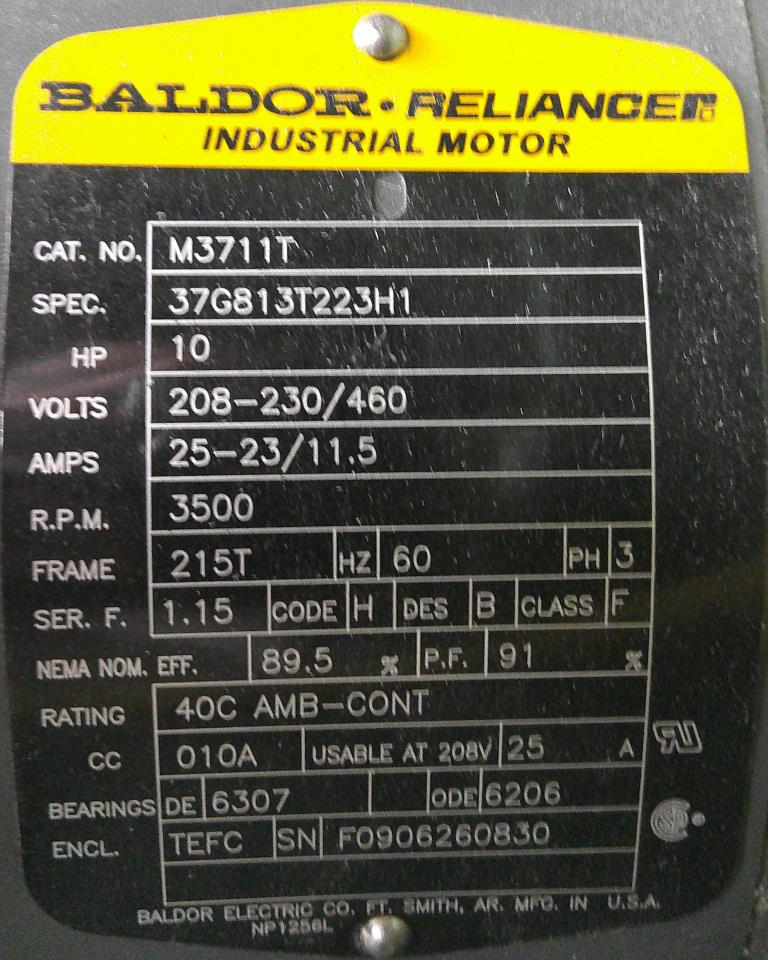 BALDOR • RELIANCE
INDUSTRIAL MOTOR
CAT. NO. M3711T
SPEC. 37G813T223H1
HP 10
VOLTS 208-230/460
AMPS 25-23/11.5
R.P.M. 3500
FRAME 215T HZ 60 PH 3
SER. F. 1.15 CODE H DES B CLASS F
NEMA NOM. EFF. 89.5 % P.F. 91 %
RATING 40C AMB-CONT
CC 010A USABLE AT 208V 25 A
BEARINGS DE 6307 ODE 6206
ENCL. TEFC SN F0906260830
BALDOR ELECTRIC CO. FT. SMITH, AR. MFG. IN U.S.A.
NP1256L